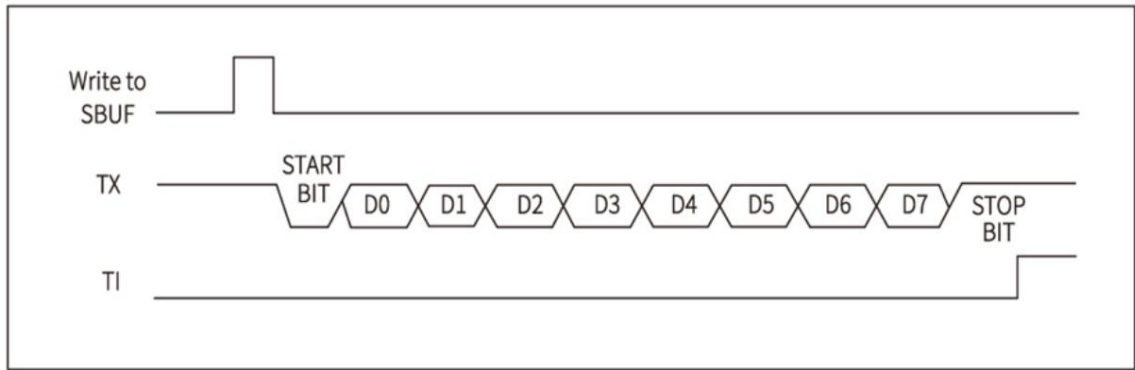 Write to
SBUF
TX
START
BIT
D0 D1 D2 D3 D4 D5 D6 D7
STOP
BIT
TI